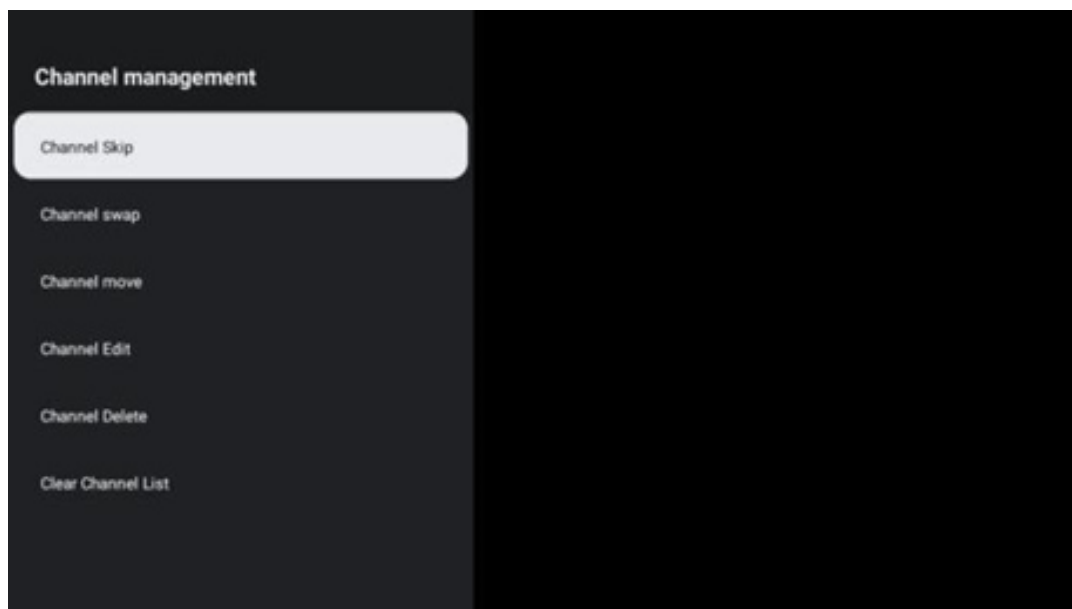 Channel management
Channel Skip
Channel swap
Channel move
Channel Edit
Channel Delete
Clear Channel List